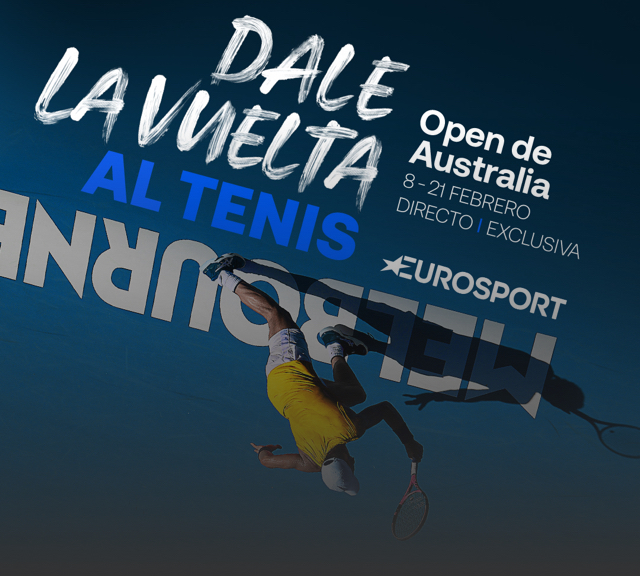 DALE
LA VUELTA
AL TENIS
Open de
Australia
8 - 21 FEBRERO
DIRECTO | EXCLUSIVA
EUROSPORT
MELBOURNE